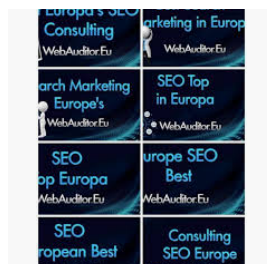 Europa's SEO
Consulting
WebAuditor.Eu
arketing in Europ
WebAuditor.Eu
arch Marketing
Europe's
WebAuditor.Eu
SEO Top
in Europa
WebAuditor.Eu
SEO
op Europa
WebAuditor.Eu
urope SEO
Best
WebAuditor.Eu
SEO
ropean Best
Consulting
SEO Europe